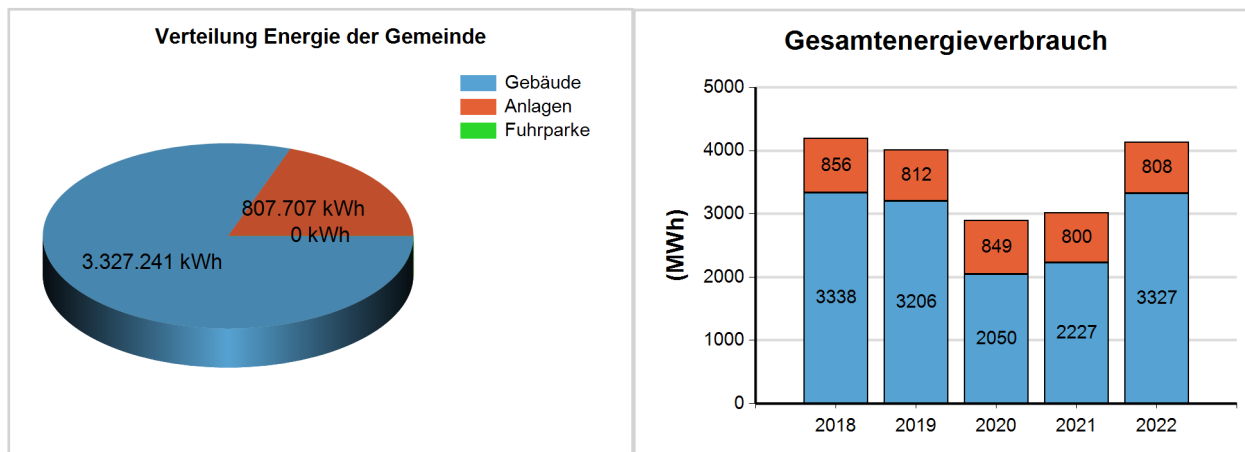 Verteilung Energie der Gemeinde
Gebäude
Anlagen
Fuhrparke
807.707 kWh
0 kWh
3.327.241 kWh
Gesamtenergieverbrauch
(MWh)
5000
4000
3000
2000
1000
0
856
812
849
800
808
3338
3206
2050
2227
3327
2018
2019
2020
2021
2022